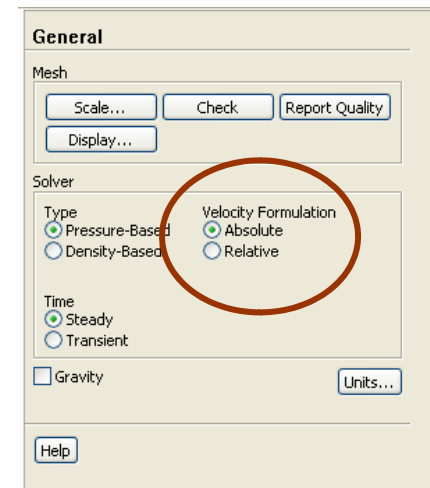 General
Mesh
Scale... Check Report Quality
Display...
Solver
Type Velocity Formulation
Pressure-Based Absolute
Density-Based Relative
Time
Steady
Transient
Gravity Units...
Help